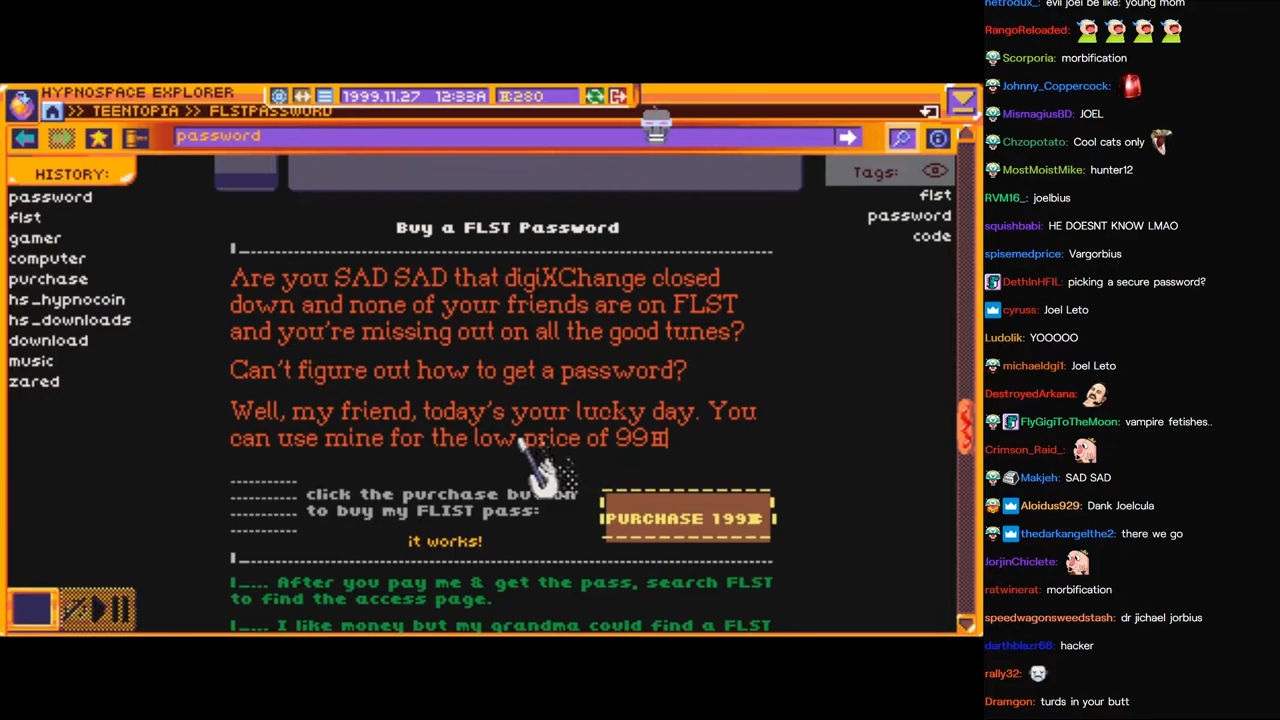 HYPNOSPACE EXPLORER
1999.11.27 12:33A
280
>> TEENTOPIA >> FLSTPASSWORD
password
HISTORY:
password
flst
gamer
computer
purchase
hs_hypnocoin
hs_downloads
download
music
zared
Tags:
flst
password
code
Buy a FLST Password
Are you SAD SAD that digiXChange closed
down and none of your friends are on FLST
and you're missing out on all the good tunes?
Can't figure out how to get a password?
Well, my friend, today's your lucky day. You
can use mine for the low price of 99
click the purchase button
to buy my FLIST pass:
it works!
PURCHASE 199
I.... After you pay me & get the pass, search FLST
to find the access page.
I.... I like money but my grandma could find a FLST
netrodux_: evil joel be like: young mom
RangoReloaded:
Scorporia: morbification
Johnny_Coppercock:
MismagiusBD: JOEL
Chzopotato: Cool cats only
MostMoistMike: hunter12
RVM16_: joelbius
squishbabi: HE DOESNT KNOW LMAO
spisemedprice: Vargorbius
DethInHFIL: picking a secure password?
cyruss: Joel Leto
Ludolik: YOOOOO
michaeldgi1: Joel Leto
DestroyedArkana:
FlyGigiToTheMoon: vampire fetishes..
Crimson_Raid_:
Makjeh: SAD SAD
Aloidus929: Dank Joelcula
thedarkangelthe2: there we go
JorjinChiclete:
ratwinerat: morbification
speedwagonsweedstash: dr jichael jorbius
darthblazr66: hacker
rally32:
Dramgon: turds in your butt